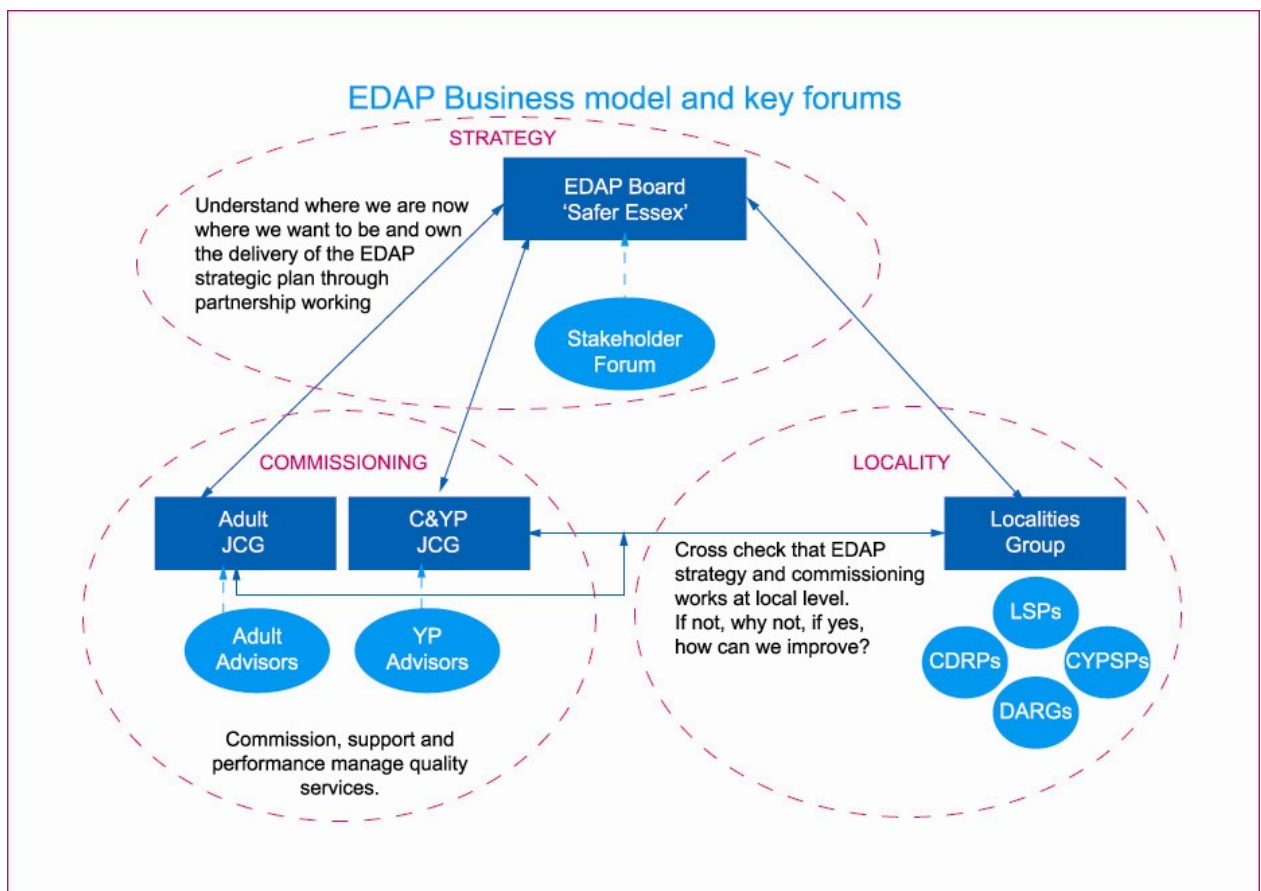 EDAP Business model and key forums
STRATEGY
EDAP Board
‘Safer Essex’
Understand where we are now
where we want to be and own
the delivery of the EDAP
strategic plan through
partnership working
Stakeholder
Forum
COMMISSIONING
Adult
JCG
C&YP
JCG
Adult
Advisors
YP
Advisors
Commission, support and
performance manage quality
services.
LOCALITY
Localities
Group
Cross check that EDAP
strategy and commissioning
works at local level.
If not, why not, if yes,
how can we improve?
LSPs
CDRPs
CYPSPs
DARGs